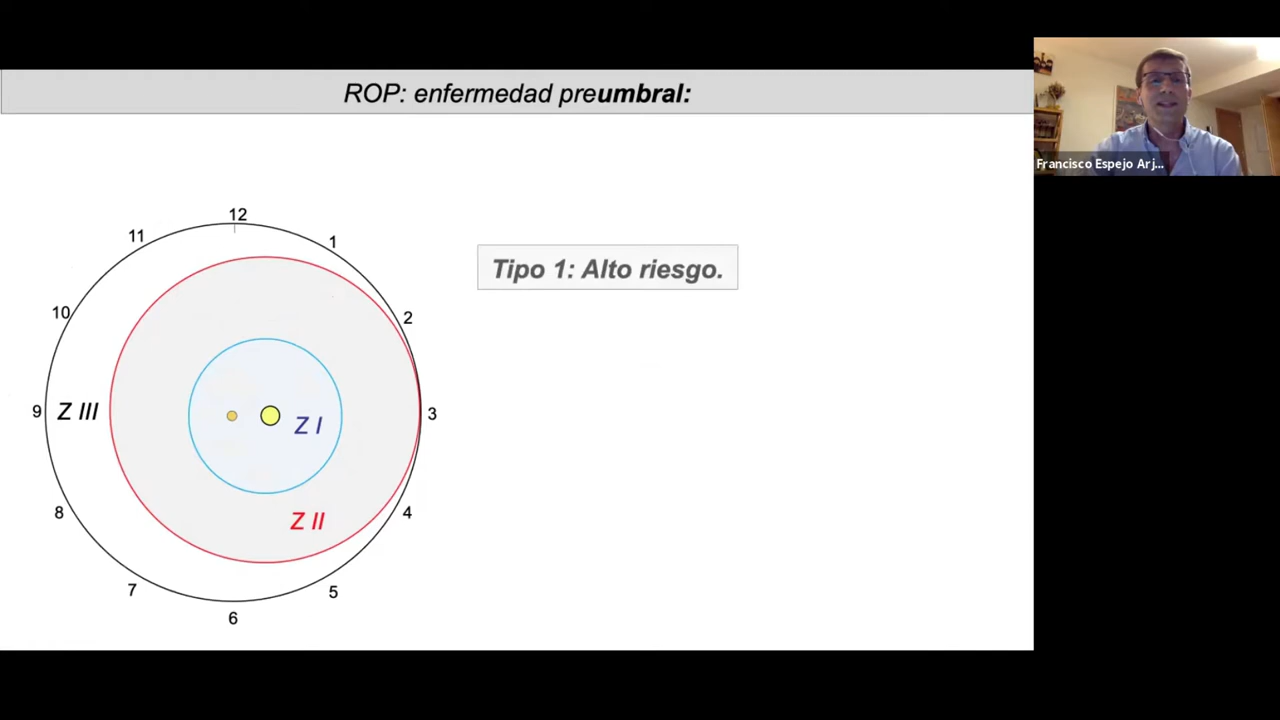 ROP: enfermedad preumbral:
Francisco Espejo Arj...
12
11
1
Tipo 1: Alto riesgo.
10
2
9
Z III
3
Z I
8
4
Z II
7
5
6